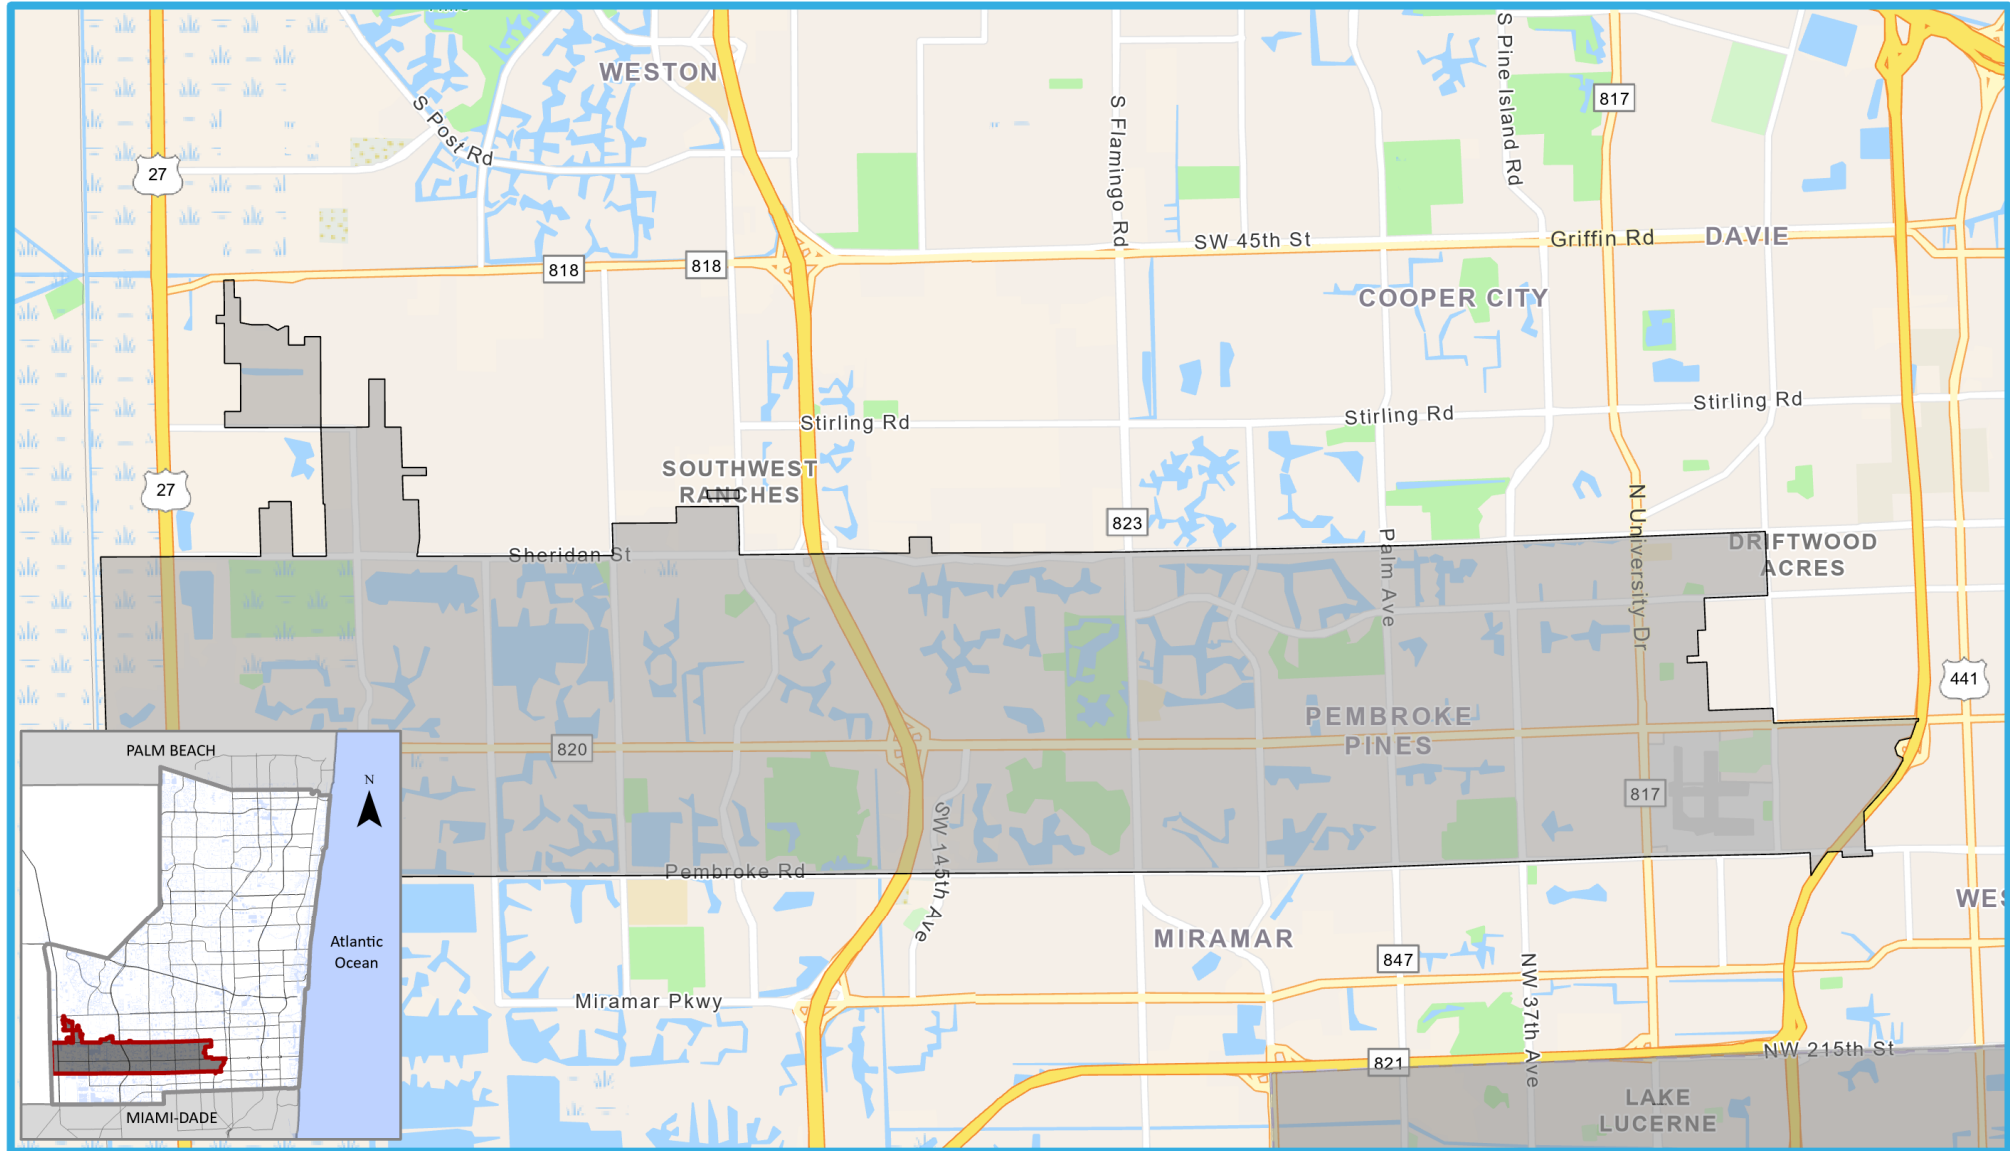 WESTON
S Post Rd
27
S Flamingo Rd
S Pine Island Rd
817
SW 45th St
Griffin Rd
DAVIE
818
818
COOPER CITY
Stirling Rd
Stirling Rd
Stirling Rd
SOUTHWEST
RANCHES
27
823
Sheridan St
Palm Ave
N University Dr
DRIFTWOOD
ACRES
441
PEMBROKE
PINES
820
817
Pembroke Rd
SW 145th Ave
MIRAMAR
847
NW 37th Ave
Miramar Pkwy
821
NW 215th St
LAKE
LUCERNE
PALM BEACH
N
Atlantic
Ocean
MIAMI-DADE